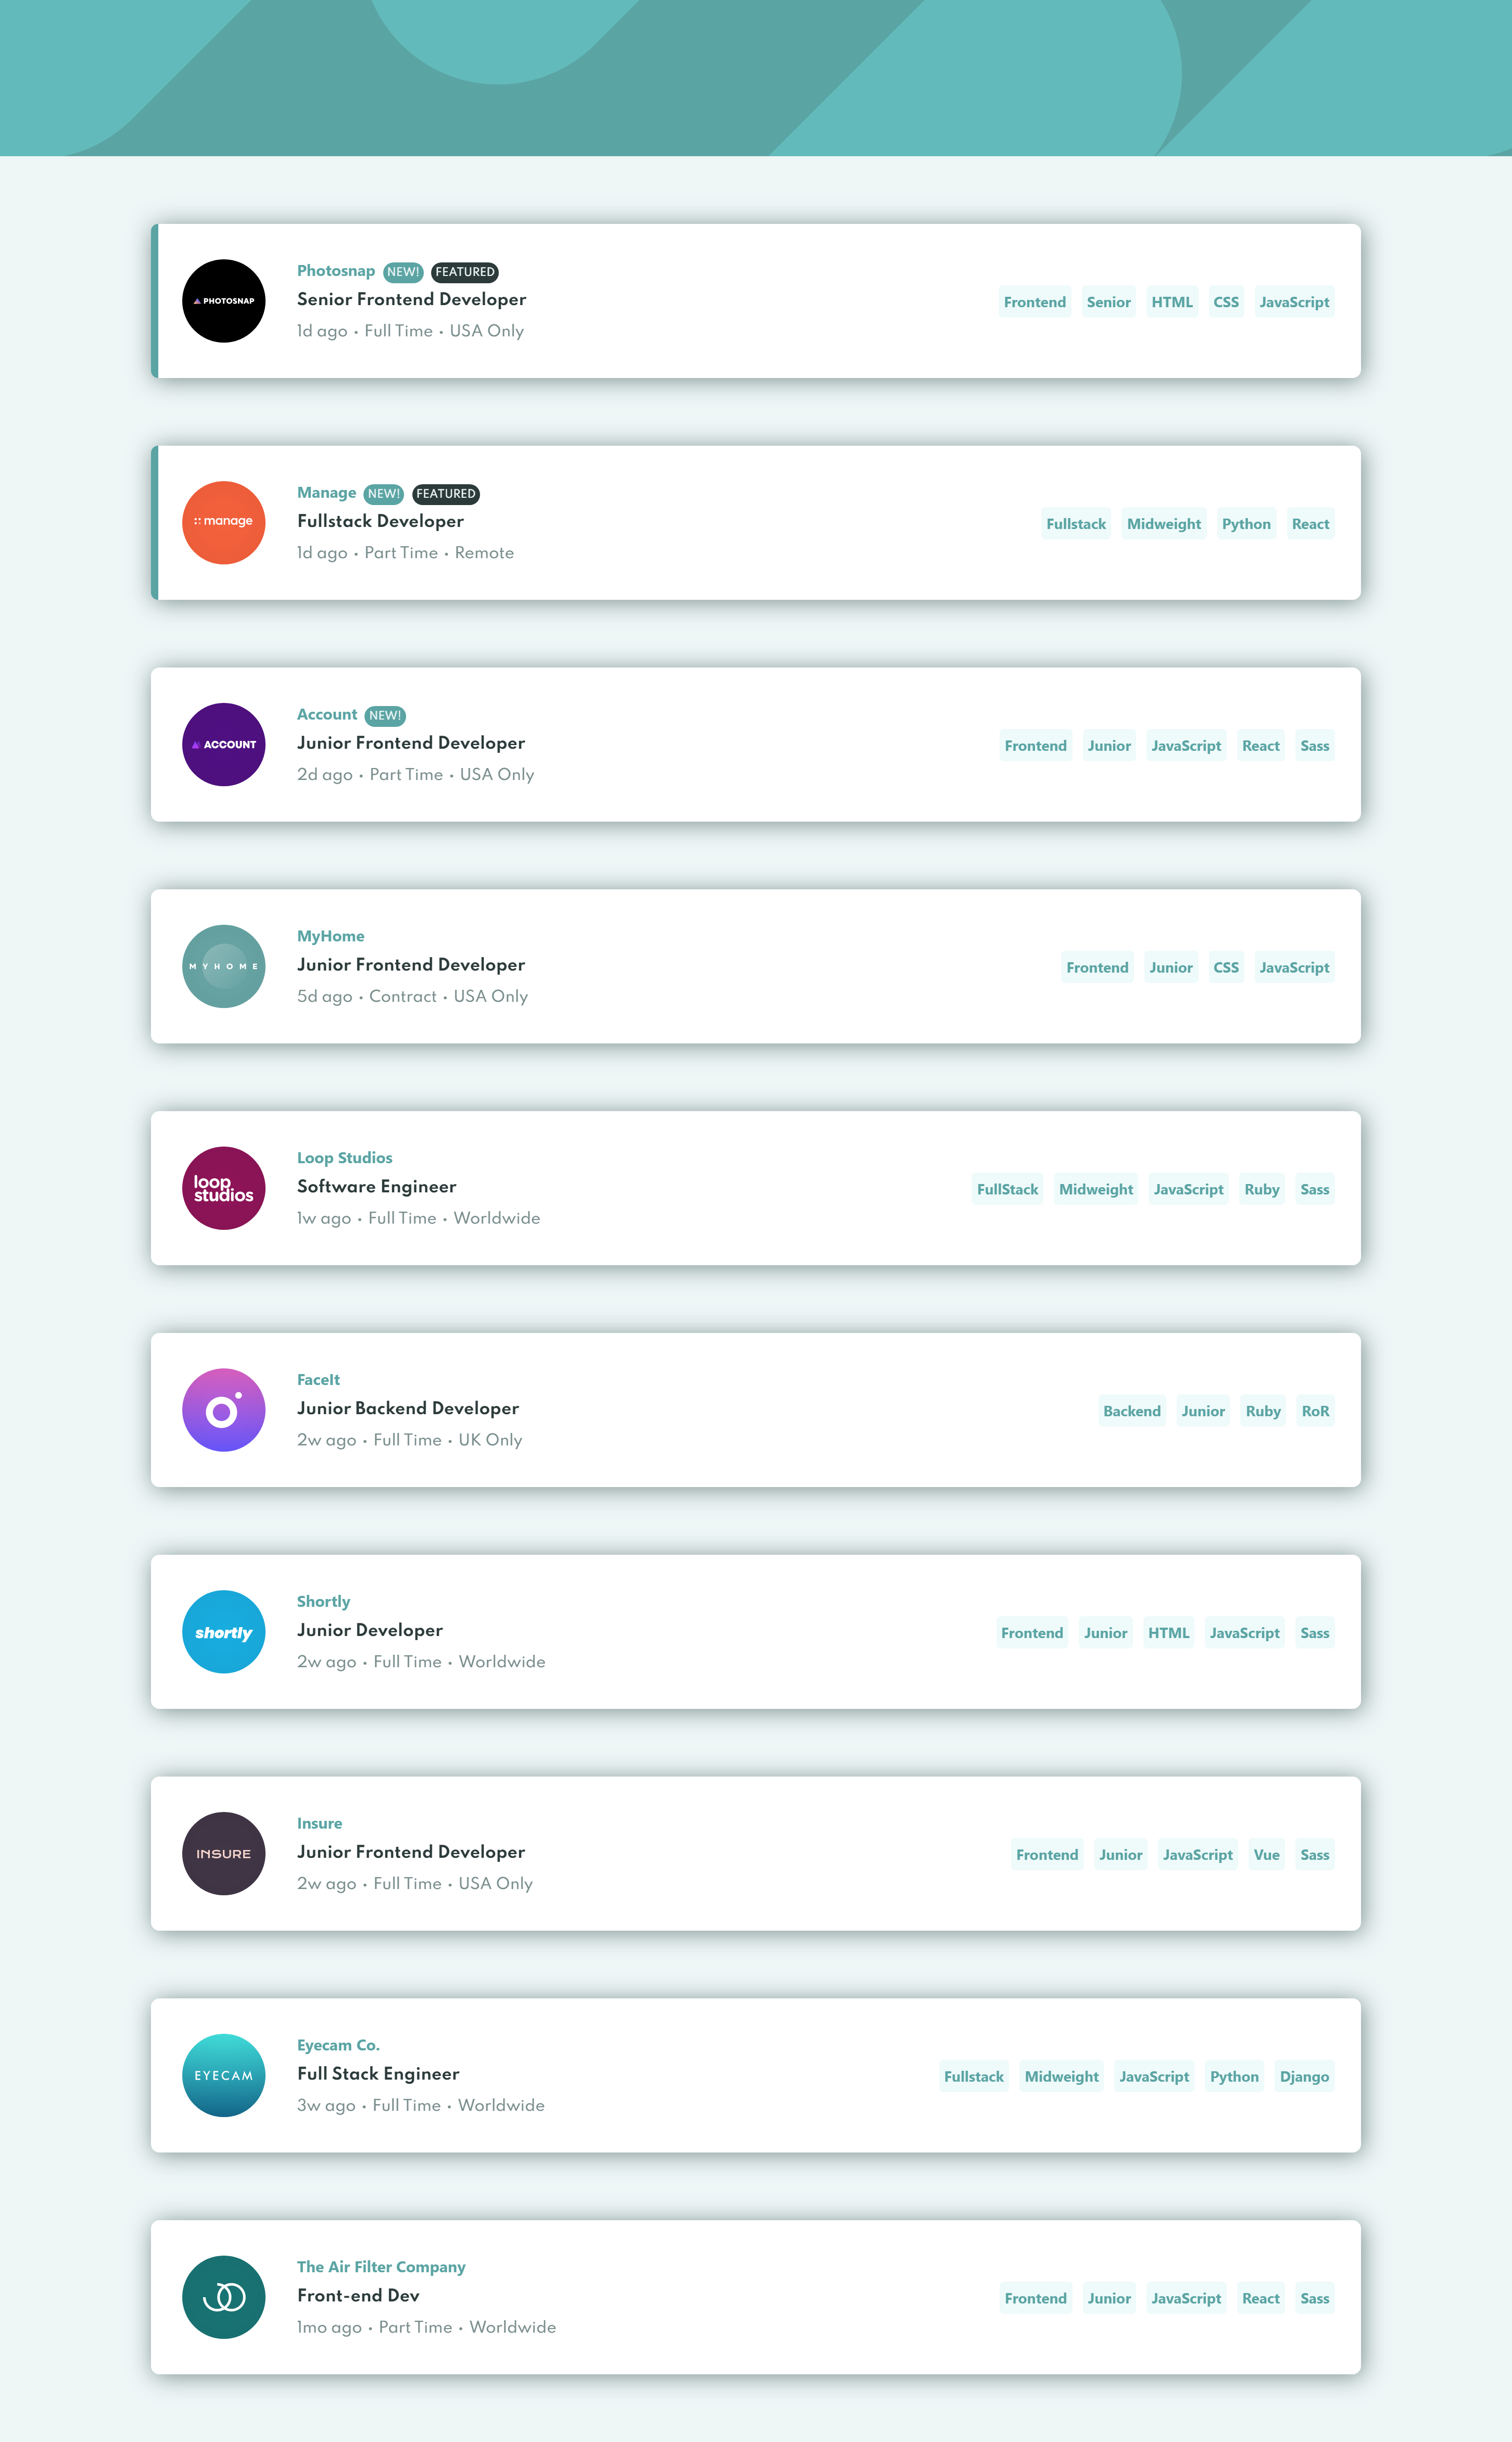 PHOTOSNAP
Photosnap NEW! FEATURED
Senior Frontend Developer
1d ago • Full Time • USA Only
Frontend Senior HTML CSS JavaScript
manage
Manage NEW! FEATURED
Fullstack Developer
1d ago • Part Time • Remote
Fullstack Midweight Python React
ACCOUNT
Account NEW!
Junior Frontend Developer
2d ago • Part Time • USA Only
Frontend Junior JavaScript React Sass
MYHOME
MyHome
Junior Frontend Developer
5d ago • Contract • USA Only
Frontend Junior CSS JavaScript
loop
studios
Loop Studios
Software Engineer
1w ago • Full Time • Worldwide
FullStack Midweight JavaScript Ruby Sass
FaceIt
Junior Backend Developer
2w ago • Full Time • UK Only
Backend Junior Ruby RoR
shortly
Shortly
Junior Developer
2w ago • Full Time • Worldwide
Frontend Junior HTML JavaScript Sass
INSURE
Insure
Junior Frontend Developer
2w ago • Full Time • USA Only
Frontend Junior JavaScript Vue Sass
EYECAM
Eyecam Co.
Full Stack Engineer
3w ago • Full Time • Worldwide
Fullstack Midweight JavaScript Python Django
The Air Filter Company
Front-end Dev
1mo ago • Part Time • Worldwide
Frontend Junior JavaScript React Sass